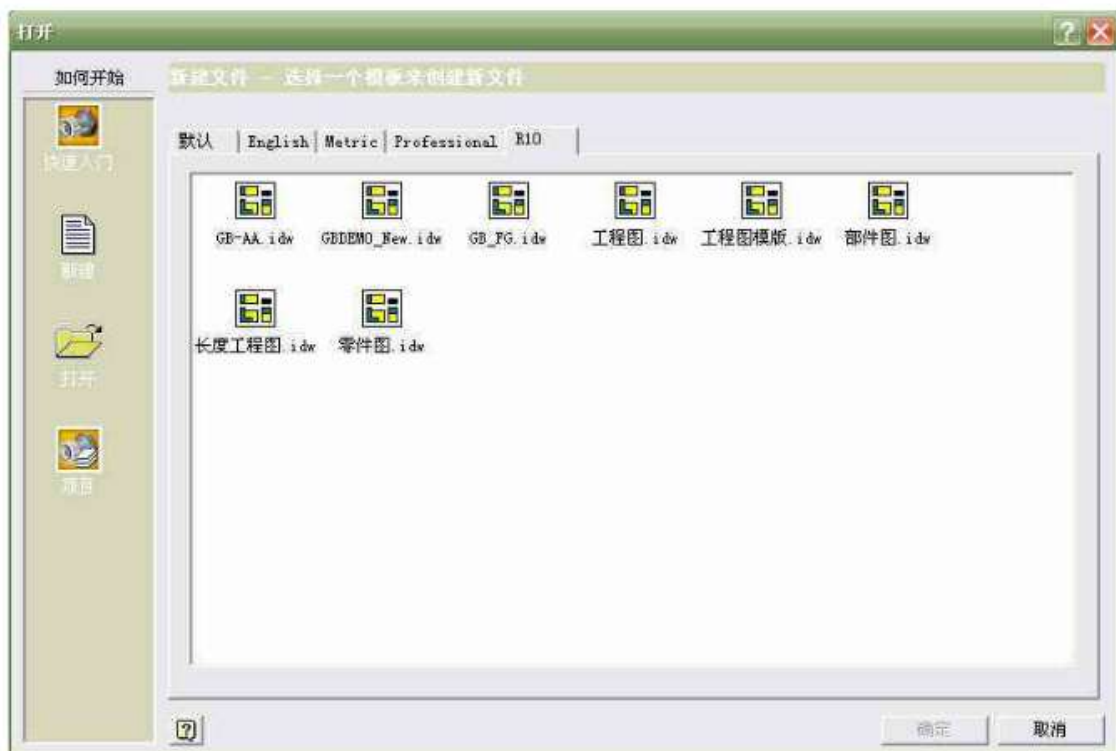 打开
如何开始
新建文件 - 选择一个模板来创建新文件
快速入门
默认 English Metric Professional R10
GB-AA.idw GBDEMO_New.idw GB_FG.idw 工程图.idw 工程图模版.idw 部件图.idw
新建
长度工程图.idw 零件图.idw
打开
项目
确定 取消